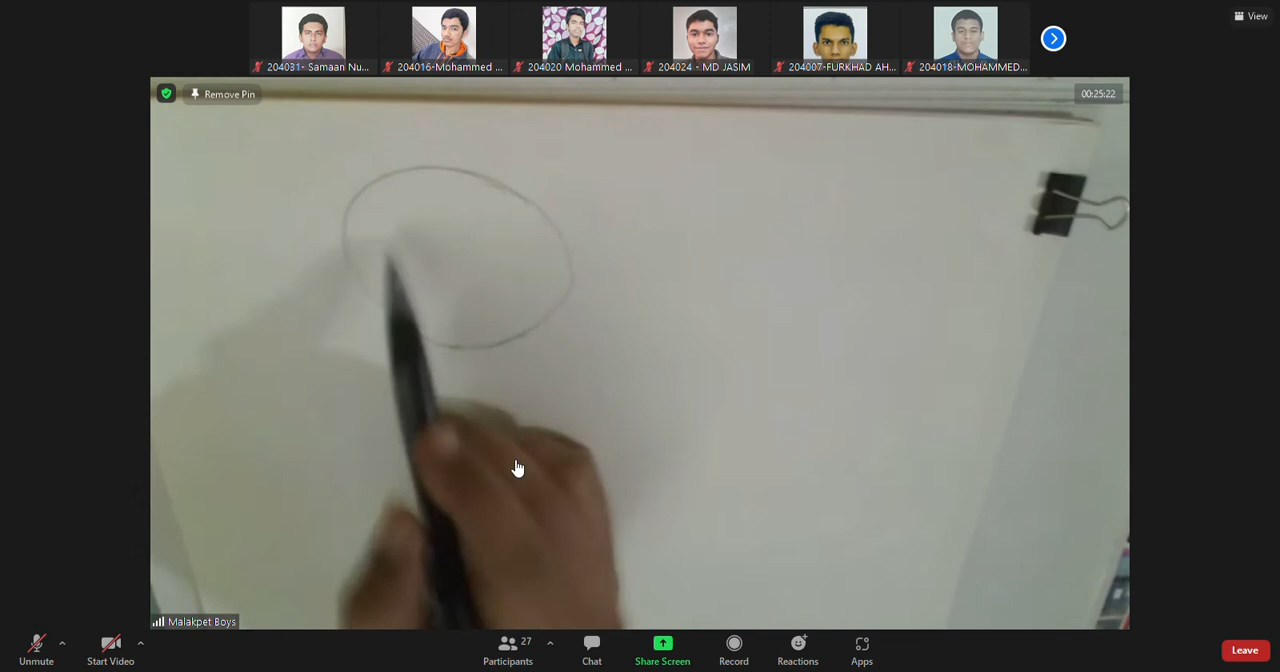 View
204031- Samaan Nu...
204016-Mohammed ...
204020 Mohammed ...
204024 - MD JASIM
204007-FURKHAD AH...
204018-MOHAMMED...
Remove Pin
00:25:22
Malakpet Boys
Unmute
Start Video
27
Participants
Chat
Share Screen
Record
Reactions
Apps
Leave